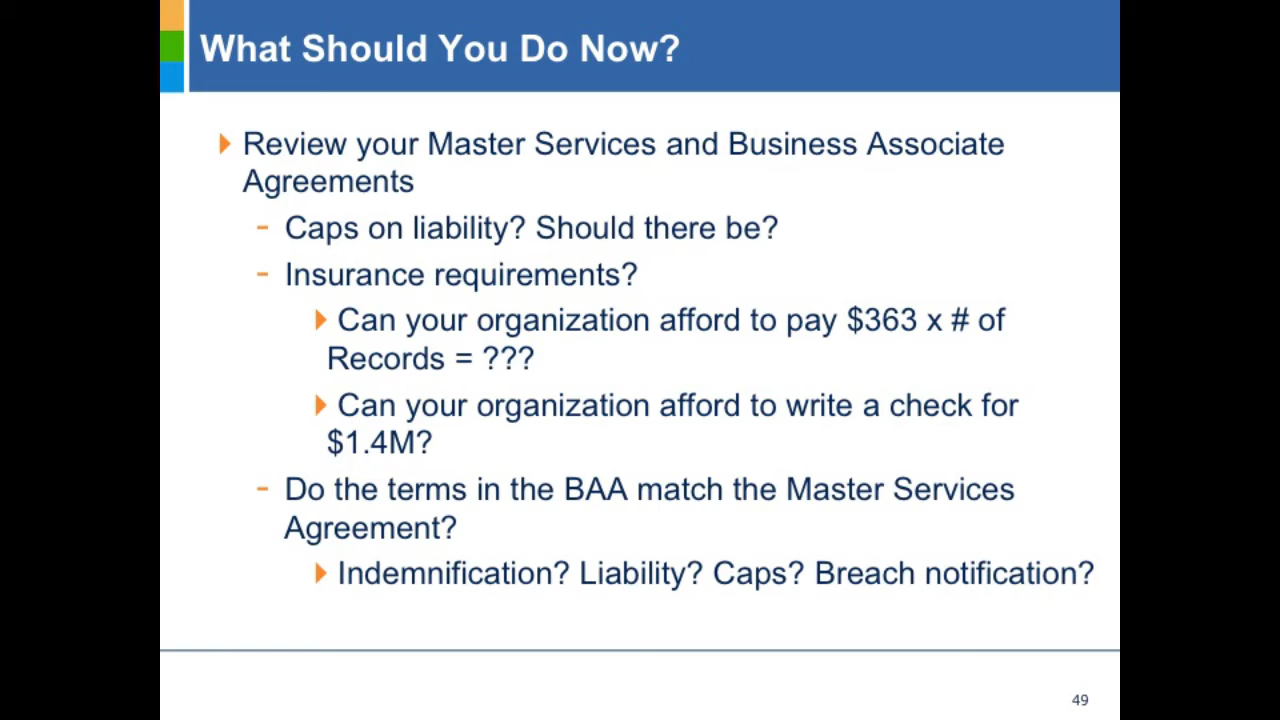 What Should You Do Now?
Review your Master Services and Business Associate
Agreements
- Caps on liability? Should there be?
- Insurance requirements?
Can your organization afford to pay $363 x # of
Records = ???
Can your organization afford to write a check for
$1.4M?
- Do the terms in the BAA match the Master Services
Agreement?
Indemnification? Liability? Caps? Breach notification?
49